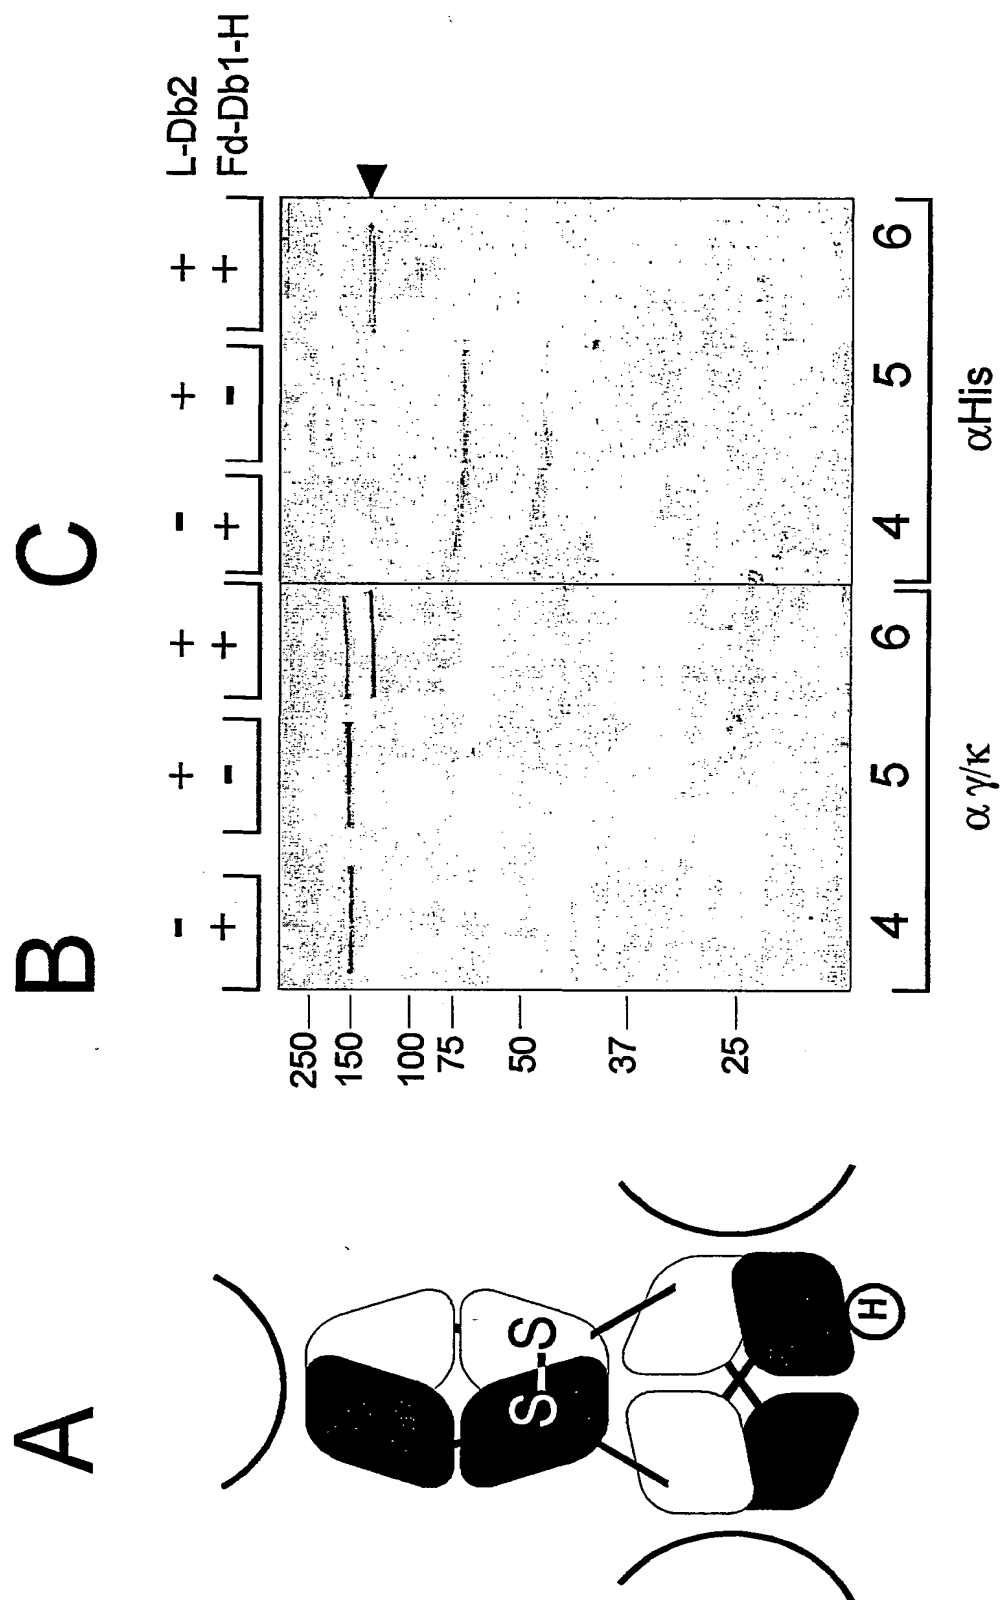 A
S-S
H
B
C
- + + - + + L-Db2
+ - + + - + Fd-Db1-H
250
150
100
75
50
37
25
4 5 6 4 5 6
α γ/κ
αHis